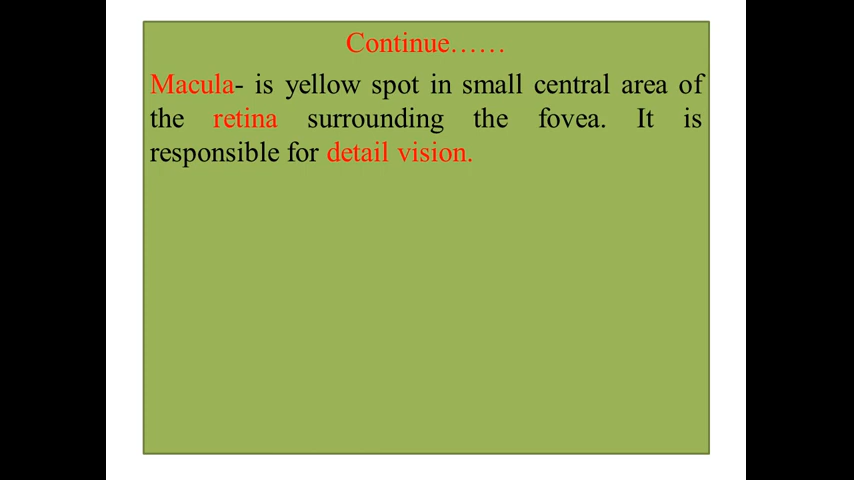 Continue……
Macula- is yellow spot in small central area of
the retina surrounding the fovea. It is
responsible for detail vision.